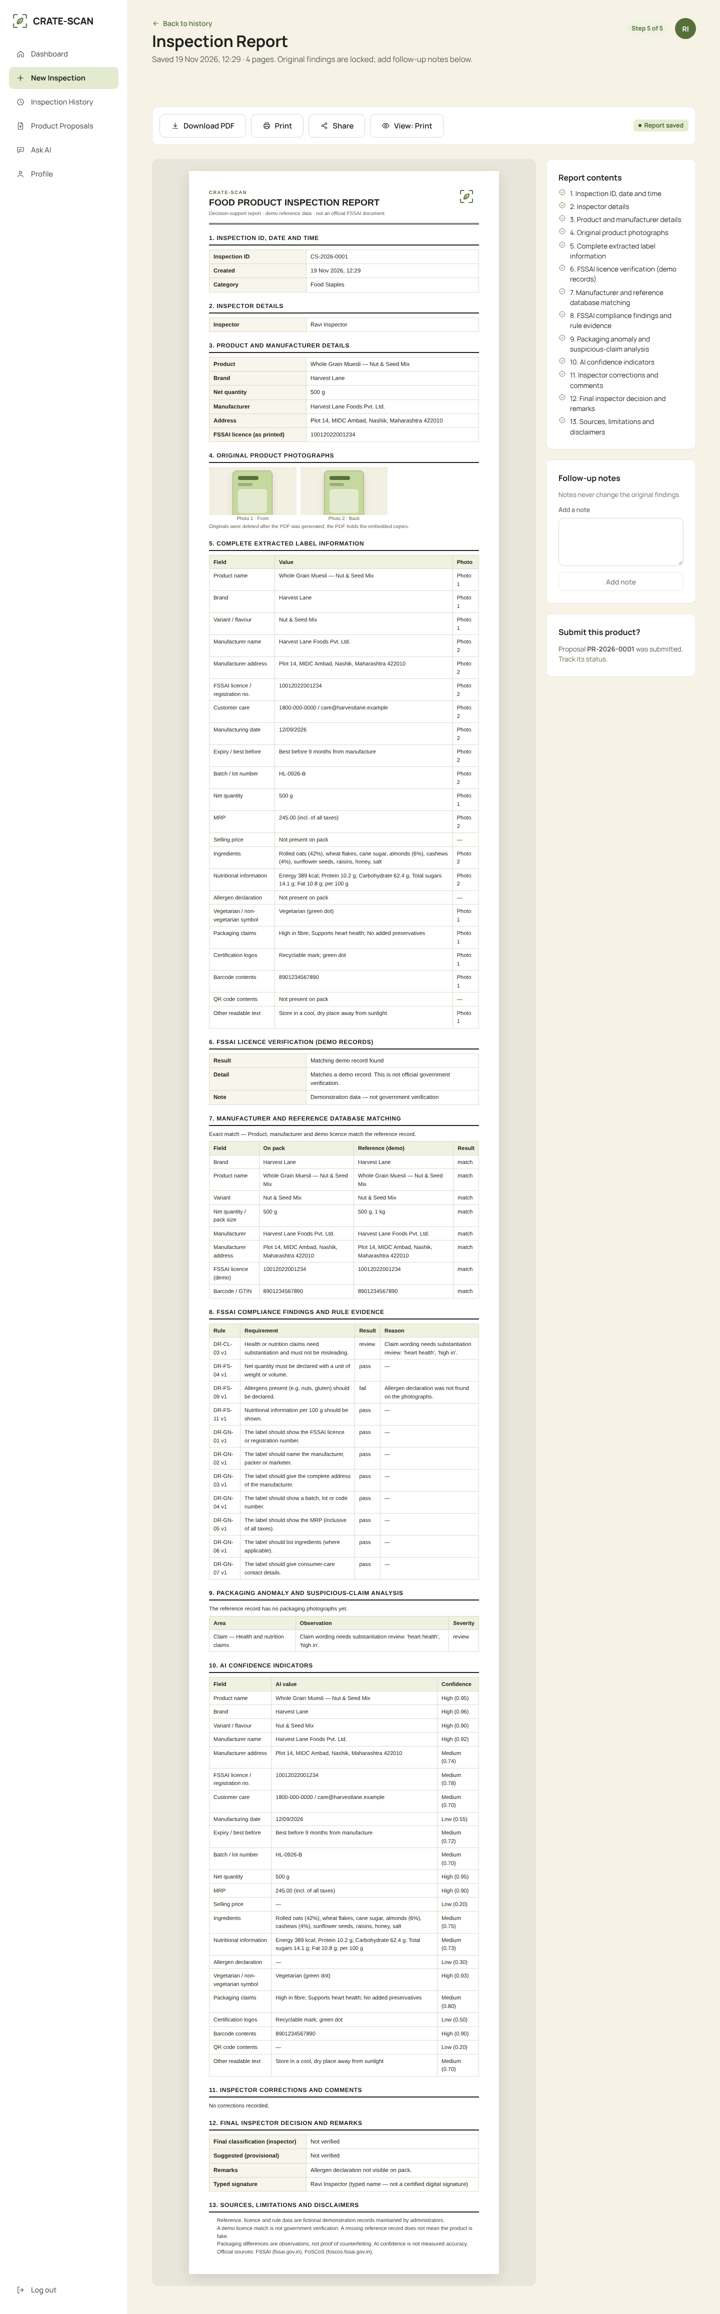 CRATE-SCAN
Dashboard
New Inspection
Inspection History
Product Proposals
Ask AI
Profile
Log out
← Back to history
Inspection Report
Saved 19 Nov 2026, 12:29 · 4 pages. Original findings are locked; add follow-up notes below.
Step 5 of 5
RI
Download PDF
Print
Share
View: Print
Report saved
CRATE-SCAN
FOOD PRODUCT INSPECTION REPORT
Decision-support report · demo reference data · not an official FSSAI document
1. INSPECTION ID, DATE AND TIME
Inspection ID CS-2026-0001
Created 19 Nov 2026, 12:29
Category Food Staples
2. INSPECTOR DETAILS
Inspector Ravi Inspector
3. PRODUCT AND MANUFACTURER DETAILS
Product Whole Grain Muesli — Nut & Seed Mix
Brand Harvest Lane
Net quantity 500 g
Manufacturer Harvest Lane Foods Pvt. Ltd.
Address Plot 14, MIDC Ambad, Nashik, Maharashtra 422010
FSSAI licence (as printed) 10012022001234
4. ORIGINAL PRODUCT PHOTOGRAPHS
Photo 1 · Front
Photo 2 · Back
Originals were deleted after the PDF was generated; the PDF holds the embedded copies.
5. COMPLETE EXTRACTED LABEL INFORMATION
Field Value Photo
Product name Whole Grain Muesli — Nut & Seed Mix Photo 1
Brand Harvest Lane Photo 1
Variant / flavour Nut & Seed Mix Photo 1
Manufacturer name Harvest Lane Foods Pvt. Ltd. Photo 2
Manufacturer address Plot 14, MIDC Ambad, Nashik, Maharashtra 422010 Photo 2
FSSAI licence / registration no. 10012022001234 Photo 2
Customer care 1800-000-0000 / care@harvestlane.example Photo 2
Manufacturing date 12/09/2026 Photo 2
Expiry / best before Best before 9 months from manufacture Photo 2
Batch / lot number HL-0926-B Photo 2
Net quantity 500 g Photo 1
MRP 245.00 (incl. of all taxes) Photo 2
Selling price Not present on pack —
Ingredients Rolled oats (42%), wheat flakes, cane sugar, almonds (6%), cashews (4%), sunflower seeds, raisins, honey, salt Photo 2
Nutritional information Energy 389 kcal; Protein 10.2 g; Carbohydrate 62.4 g; Total sugars 14.1 g; Fat 10.8 g; per 100 g Photo 2
Allergen declaration Not present on pack —
Vegetarian / non-vegetarian symbol Vegetarian (green dot) Photo 1
Packaging claims High in fibre; Supports heart health; No added preservatives Photo 1
Certification logos Recyclable mark; green dot Photo 1
Barcode contents 8901234567890 Photo 1
QR code contents Not present on pack —
Other readable text Store in a cool, dry place away from sunlight Photo 1
6. FSSAI LICENCE VERIFICATION (DEMO RECORDS)
Result Matching demo record found
Detail Matches a demo record. This is not official government verification.
Note Demonstration data — not government verification
7. MANUFACTURER AND REFERENCE DATABASE MATCHING
Exact match — Product, manufacturer and demo licence match the reference record.
Field On pack Reference (demo) Result
Brand Harvest Lane Harvest Lane match
Product name Whole Grain Muesli — Nut & Seed Mix Whole Grain Muesli — Nut & Seed Mix match
Variant Nut & Seed Mix Nut & Seed Mix match
Net quantity / pack size 500 g 500 g, 1 kg match
Manufacturer Harvest Lane Foods Pvt. Ltd. Harvest Lane Foods Pvt. Ltd. match
Manufacturer address Plot 14, MIDC Ambad, Nashik, Maharashtra 422010 Plot 14, MIDC Ambad, Nashik, Maharashtra 422010 match
FSSAI licence (demo) 10012022001234 10012022001234 match
Barcode / GTIN 8901234567890 8901234567890 match
8. FSSAI COMPLIANCE FINDINGS AND RULE EVIDENCE
Rule Requirement Result Reason
DR-CL-03 v1 Health or nutrition claims need substantiation and must not be misleading. review Claim wording needs substantiation review: 'heart health', 'high in'.
DR-FS-04 v1 Net quantity must be declared with a unit of weight or volume. pass —
DR-FS-09 v1 Allergens present (e.g. nuts, gluten) should be declared. fail Allergen declaration was not found on the photographs.
DR-FS-11 v1 Nutritional information per 100 g should be shown. pass —
DR-GN-01 v1 The label should show the FSSAI licence or registration number. pass —
DR-GN-02 v1 The label should name the manufacturer, packer or marketer. pass —
DR-GN-03 v1 The label should give the complete address of the manufacturer. pass —
DR-GN-04 v1 The label should show a batch, lot or code number. pass —
DR-GN-05 v1 The label should show the MRP (inclusive of all taxes). pass —
DR-GN-06 v1 The label should list ingredients (where applicable). pass —
DR-GN-07 v1 The label should give consumer-care contact details. pass —
9. PACKAGING ANOMALY AND SUSPICIOUS-CLAIM ANALYSIS
The reference record has no packaging photographs yet.
Area Observation Severity
Claim — Health and nutrition claims Claim wording needs substantiation review: 'heart health', 'high in'. review
10. AI CONFIDENCE INDICATORS
Field AI value Confidence
Product name Whole Grain Muesli — Nut & Seed Mix High (0.95)
Brand Harvest Lane High (0.96)
Variant / flavour Nut & Seed Mix High (0.90)
Manufacturer name Harvest Lane Foods Pvt. Ltd. High (0.92)
Manufacturer address Plot 14, MIDC Ambad, Nashik, Maharashtra 422010 Medium (0.74)
FSSAI licence / registration no. 10012022001234 Medium (0.78)
Customer care 1800-000-0000 / care@harvestlane.example Medium (0.70)
Manufacturing date 12/09/2026 Low (0.55)
Expiry / best before Best before 9 months from manufacture Medium (0.72)
Batch / lot number HL-0926-B Medium (0.70)
Net quantity 500 g High (0.95)
MRP 245.00 (incl. of all taxes) High (0.90)
Selling price — Low (0.20)
Ingredients Rolled oats (42%), wheat flakes, cane sugar, almonds (6%), cashews (4%), sunflower seeds, raisins, honey, salt Medium (0.75)
Nutritional information Energy 389 kcal; Protein 10.2 g; Carbohydrate 62.4 g; Total sugars 14.1 g; Fat 10.8 g; per 100 g Medium (0.73)
Allergen declaration — Low (0.30)
Vegetarian / non-vegetarian symbol Vegetarian (green dot) High (0.93)
Packaging claims High in fibre; Supports heart health; No added preservatives Medium (0.80)
Certification logos Recyclable mark; green dot Low (0.50)
Barcode contents 8901234567890 High (0.90)
QR code contents — Low (0.20)
Other readable text Store in a cool, dry place away from sunlight Medium (0.70)
11. INSPECTOR CORRECTIONS AND COMMENTS
No corrections recorded.
12. FINAL INSPECTOR DECISION AND REMARKS
Final classification (inspector) Not verified
Suggested (provisional) Not verified
Remarks Allergen declaration not visible on pack.
Typed signature Ravi Inspector (typed name — not a certified digital signature)
13. SOURCES, LIMITATIONS AND DISCLAIMERS
Reference, licence and rule data are fictional demonstration records maintained by administrators.
A demo licence match is not government verification. A missing reference record does not mean the product is
fake.
Packaging differences are observations, not proof of counterfeiting. AI confidence is not measured accuracy.
Official sources: FSSAI (fssai.gov.in), FoSCoS (foscos.fssai.gov.in).
Report contents
1. Inspection ID, date and time
2. Inspector details
3. Product and manufacturer details
4. Original product photographs
5. Complete extracted label
information
6. FSSAI licence verification (demo
records)
7. Manufacturer and reference
database matching
8. FSSAI compliance findings and
rule evidence
9. Packaging anomaly and
suspicious-claim analysis
10. AI confidence indicators
11. Inspector corrections and
comments
12. Final inspector decision and
remarks
13. Sources, limitations and
disclaimers
Follow-up notes
Notes never change the original findings.
Add a note
Add note
Submit this product?
Proposal PR-2026-0001 was submitted.
Track its status.